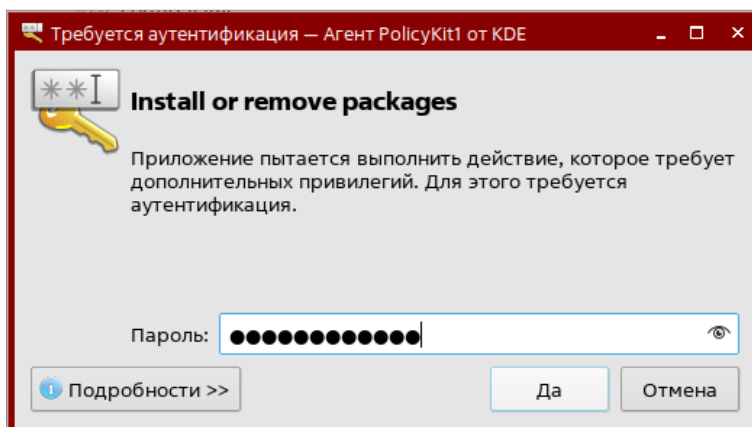 Требуется аутентификация — Агент PolicyKit1 от KDE
Install or remove packages
Приложение пытается выполнить действие, которое требует
дополнительных привилегий. Для этого требуется
аутентификация.
Пароль: ●●●●●●●●●●●●
Подробности >>
Да
Отмена